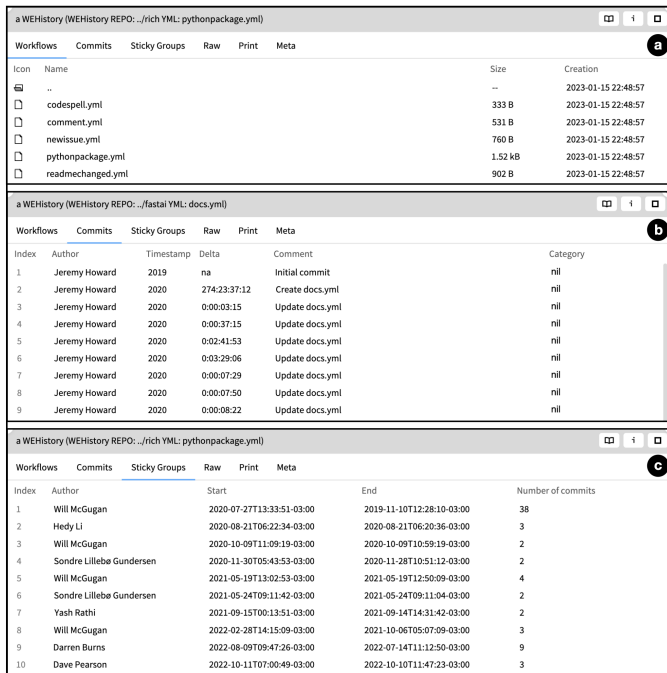 a WEHistory (WEHistory REPO: ../rich YML: pythonpackage.yml) i
Workflows Commits Sticky Groups Raw Print Meta a
Icon Name Size Creation
.. -- 2023-01-15 22:48:57
codespell.yml 333 B 2023-01-15 22:48:57
comment.yml 531 B 2023-01-15 22:48:57
newissue.yml 760 B 2023-01-15 22:48:57
pythonpackage.yml 1.52 kB 2023-01-15 22:48:57
readmechanged.yml 902 B 2023-01-15 22:48:57
a WEHistory (WEHistory REPO: ../fastai YML: docs.yml) i
Workflows Commits Sticky Groups Raw Print Meta b
Index Author Timestamp Delta Comment Category
1 Jeremy Howard 2019 na Initial commit nil
2 Jeremy Howard 2020 274:23:37:12 Create docs.yml nil
3 Jeremy Howard 2020 0:00:03:15 Update docs.yml nil
4 Jeremy Howard 2020 0:00:37:15 Update docs.yml nil
5 Jeremy Howard 2020 0:02:41:53 Update docs.yml nil
6 Jeremy Howard 2020 0:03:29:06 Update docs.yml nil
7 Jeremy Howard 2020 0:00:07:29 Update docs.yml nil
8 Jeremy Howard 2020 0:00:07:50 Update docs.yml nil
9 Jeremy Howard 2020 0:00:08:22 Update docs.yml nil
a WEHistory (WEHistory REPO: ../rich YML: pythonpackage.yml) i
Workflows Commits Sticky Groups Raw Print Meta c
Index Author Start End Number of commits
1 Will McGugan 2020-07-27T13:33:51-03:00 2019-11-10T12:28:10-03:00 38
2 Hedy Li 2020-08-21T06:22:34-03:00 2020-08-21T06:20:36-03:00 3
3 Will McGugan 2020-10-09T11:09:19-03:00 2020-10-09T10:59:19-03:00 2
4 Sondre Lillebø Gundersen 2020-11-30T05:43:53-03:00 2020-11-28T10:51:12-03:00 2
5 Will McGugan 2021-05-19T13:02:53-03:00 2021-05-19T12:50:09-03:00 4
6 Sondre Lillebø Gundersen 2021-05-24T09:11:42-03:00 2021-05-24T09:11:04-03:00 2
7 Yash Rathi 2021-09-15T00:13:51-03:00 2021-09-14T14:31:42-03:00 2
8 Will McGugan 2022-02-28T14:15:09-03:00 2021-10-06T05:07:09-03:00 3
9 Darren Burns 2022-08-09T09:47:26-03:00 2022-07-14T11:12:50-03:00 9
10 Dave Pearson 2022-10-11T07:00:49-03:00 2022-10-10T11:47:23-03:00 3